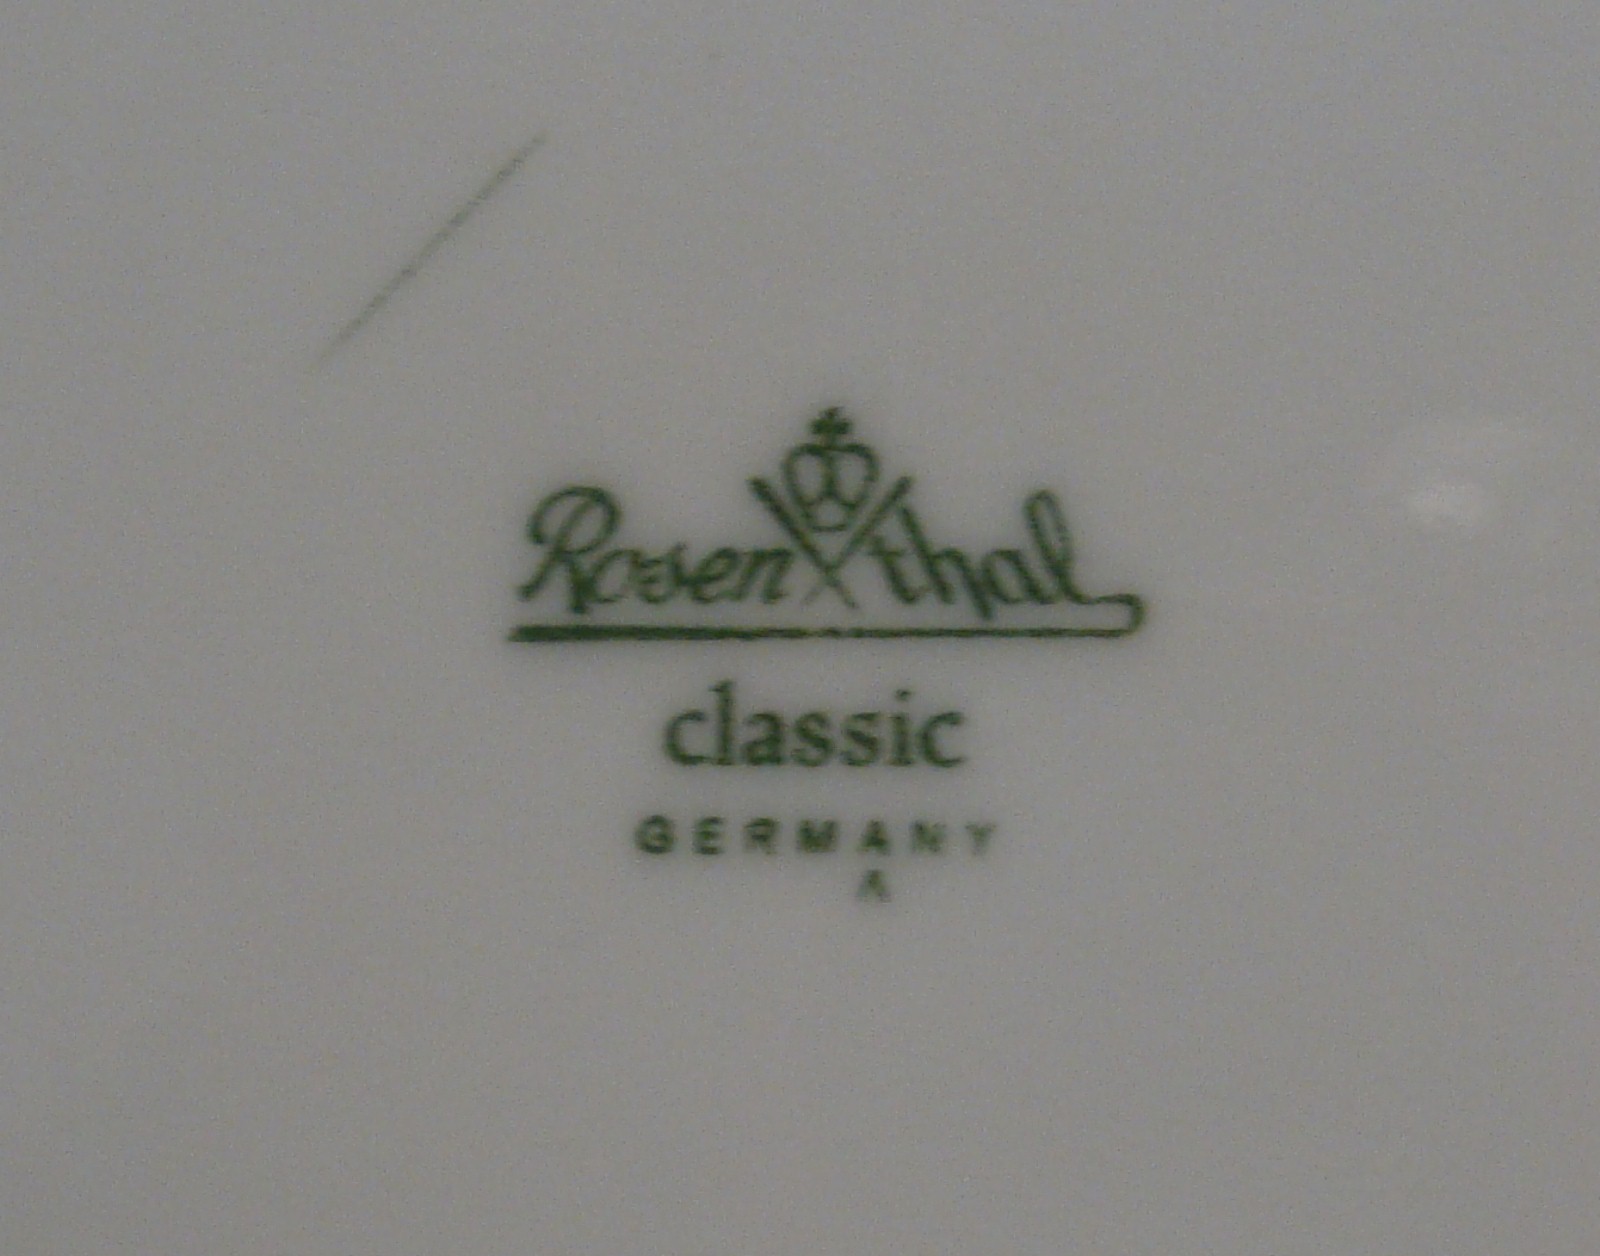 Rosenthal
classic
GERMANY
A